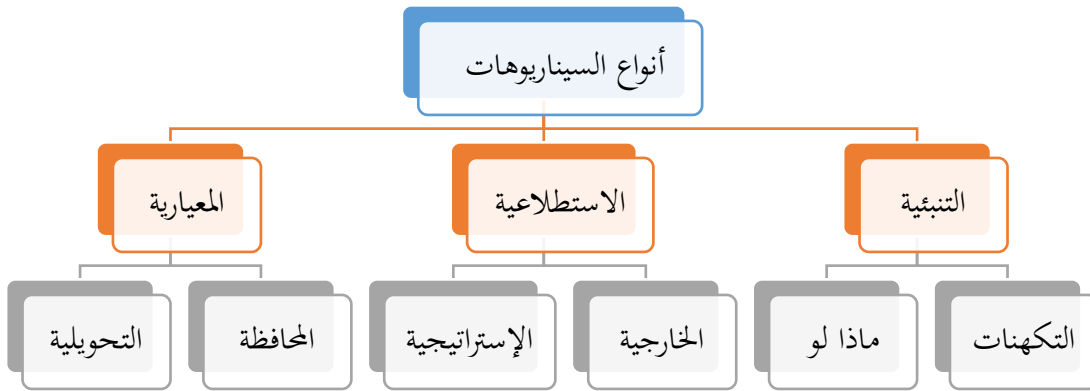 أنواع السيناريوهات
التنبئية
الاستطلاعية
المعيارية
التكهنات
ماذا لو
الخارجية
الإستراتيجية
المحافظة
التحويلية